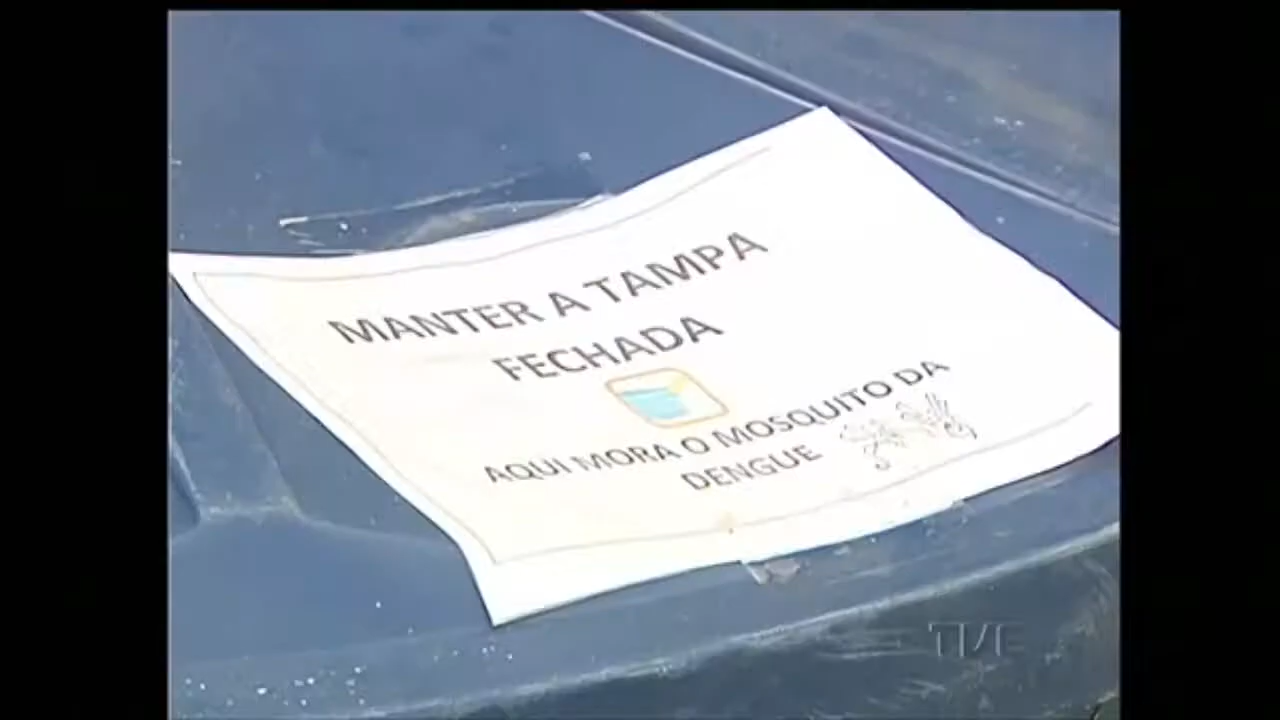 MANTER A TAMPA
FECHADA
AQUI MORA O MOSQUITO DA
DENGUE
TVE